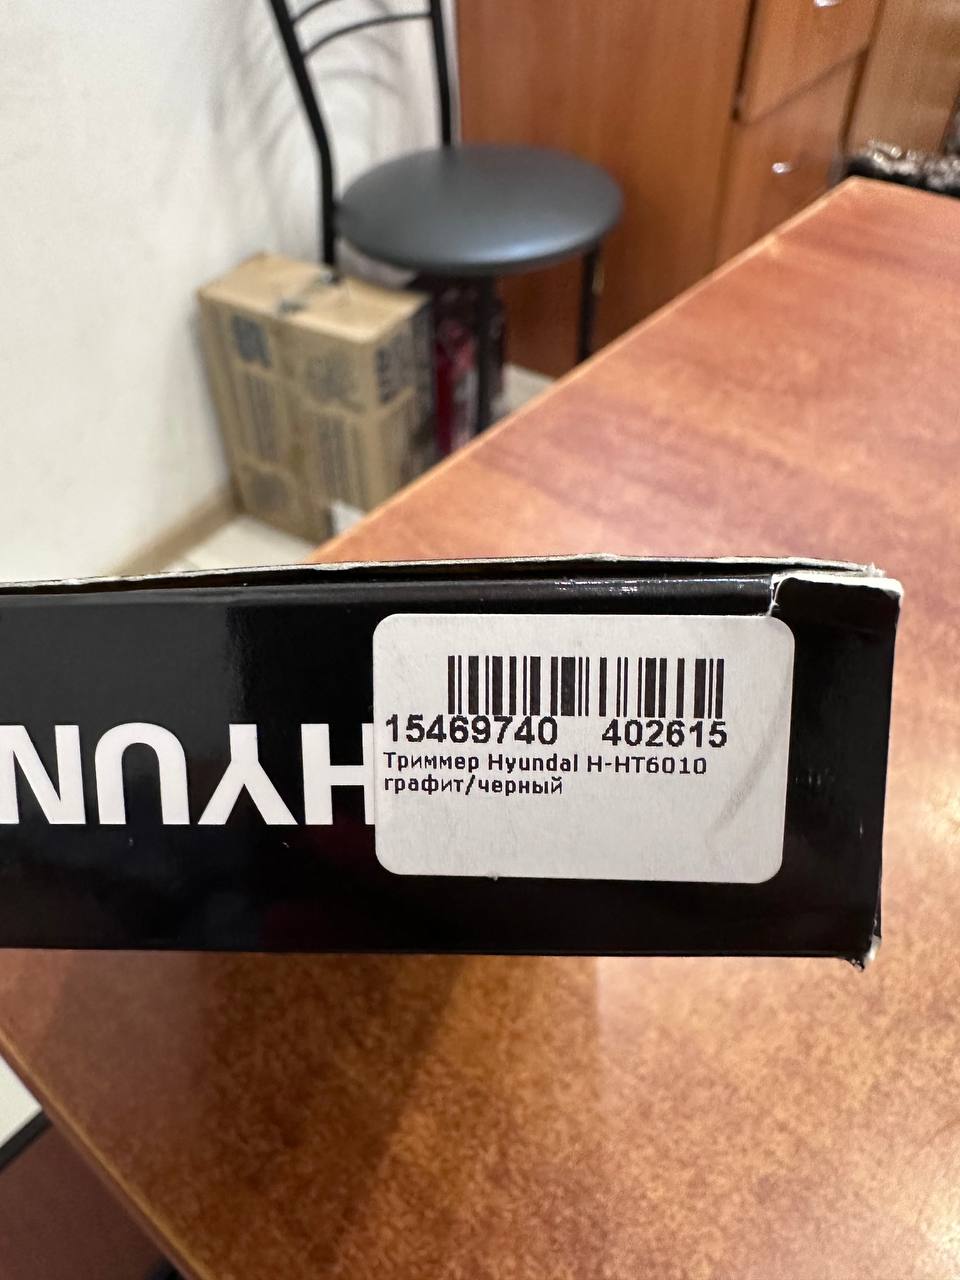 15469740 402615
Триммер Hyundai H-HT6010
графит/черный
HYUN